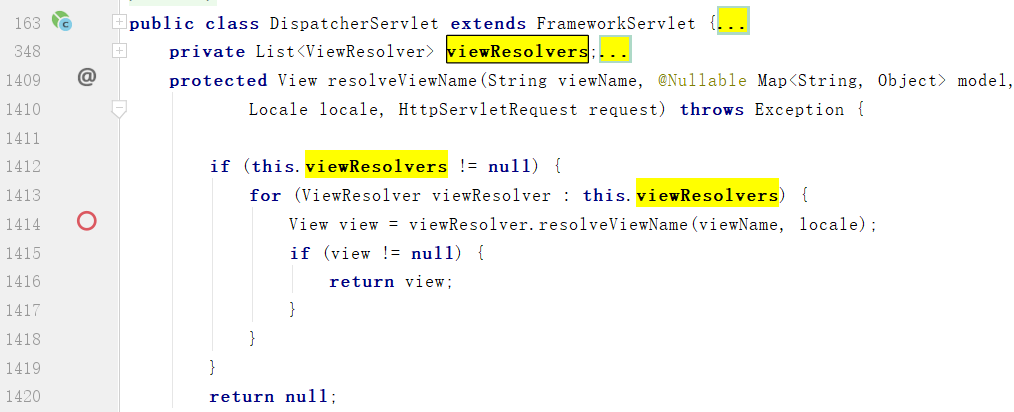 163 public class DispatcherServlet extends FrameworkServlet {...
348 private List<ViewResolver> viewResolvers;...
1409 @ protected View resolveViewName(String viewName, @Nullable Map<String, Object> model,
1410 Locale locale, HttpServletRequest request) throws Exception {
1411
1412 if (this.viewResolvers != null) {
1413 for (ViewResolver viewResolver : this.viewResolvers) {
1414 View view = viewResolver.resolveViewName(viewName, locale);
1415 if (view != null) {
1416 return view;
1417 }
1418 }
1419 }
1420 return null;